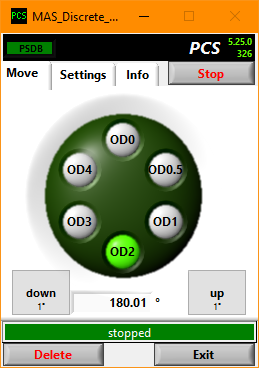 PCS MAS_Discrete_...
PSDB PCS 5.25.0
326
Move Settings Info Stop
OD0
OD4 OD0.5
OD3 OD1
OD2
down 180.01 ° up
1° 1°
stopped
Delete Exit